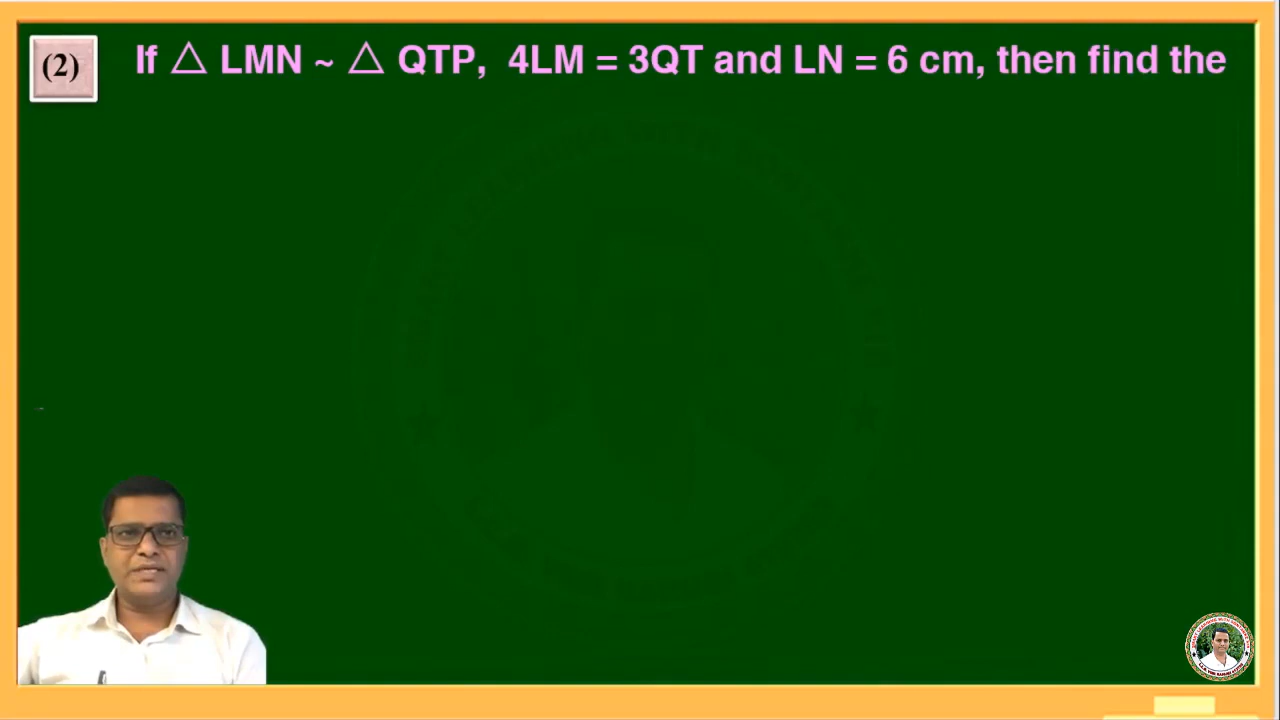 (2) If △ LMN ~ △ QTP, 4LM = 3QT and LN = 6 cm, then find the